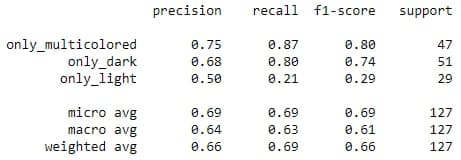 precision recall f1-score support
only_multicolored 0.75 0.87 0.80 47
only_dark 0.68 0.80 0.74 51
only_light 0.50 0.21 0.29 29
micro avg 0.69 0.69 0.69 127
macro avg 0.64 0.63 0.61 127
weighted avg 0.66 0.69 0.66 127